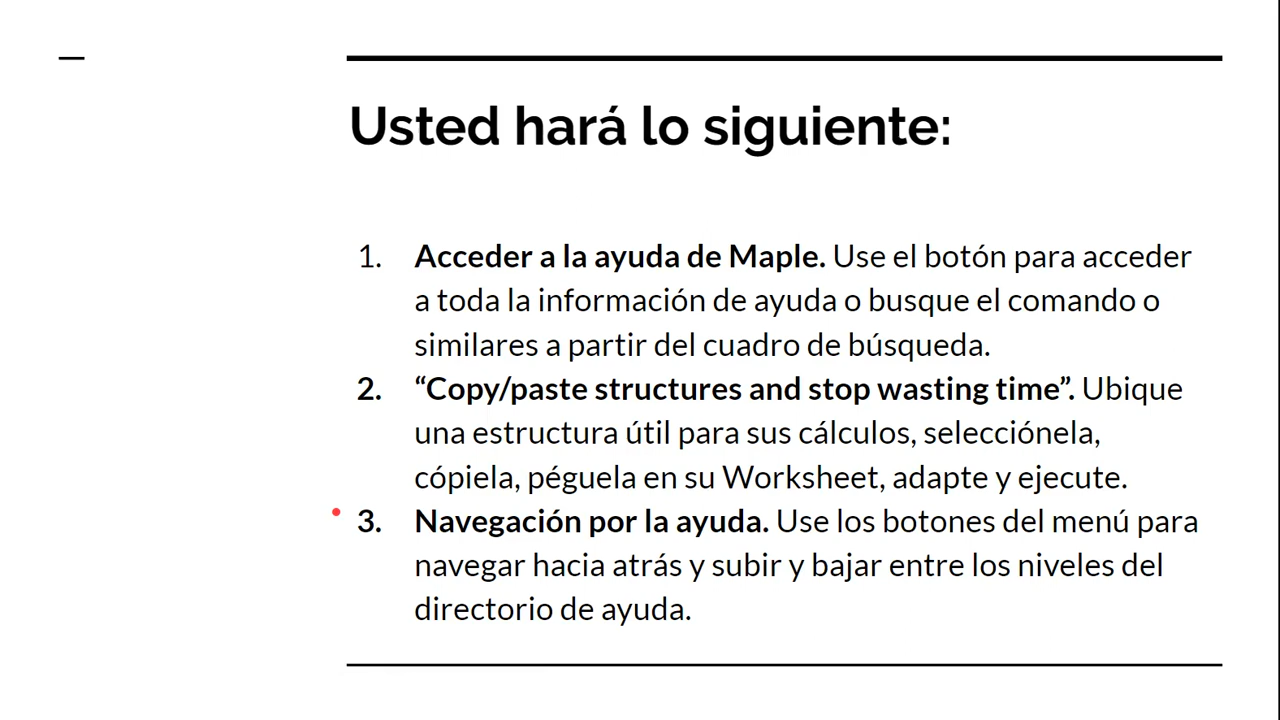 Usted hará lo siguiente:
1. Acceder a la ayuda de Maple. Use el botón para acceder
a toda la información de ayuda o busque el comando o
similares a partir del cuadro de búsqueda.
2. “Copy/paste structures and stop wasting time”. Ubique
una estructura útil para sus cálculos, selecciónela,
cópiela, péguela en su Worksheet, adapte y ejecute.
3. Navegación por la ayuda. Use los botones del menú para
navegar hacia atrás y subir y bajar entre los niveles del
directorio de ayuda.